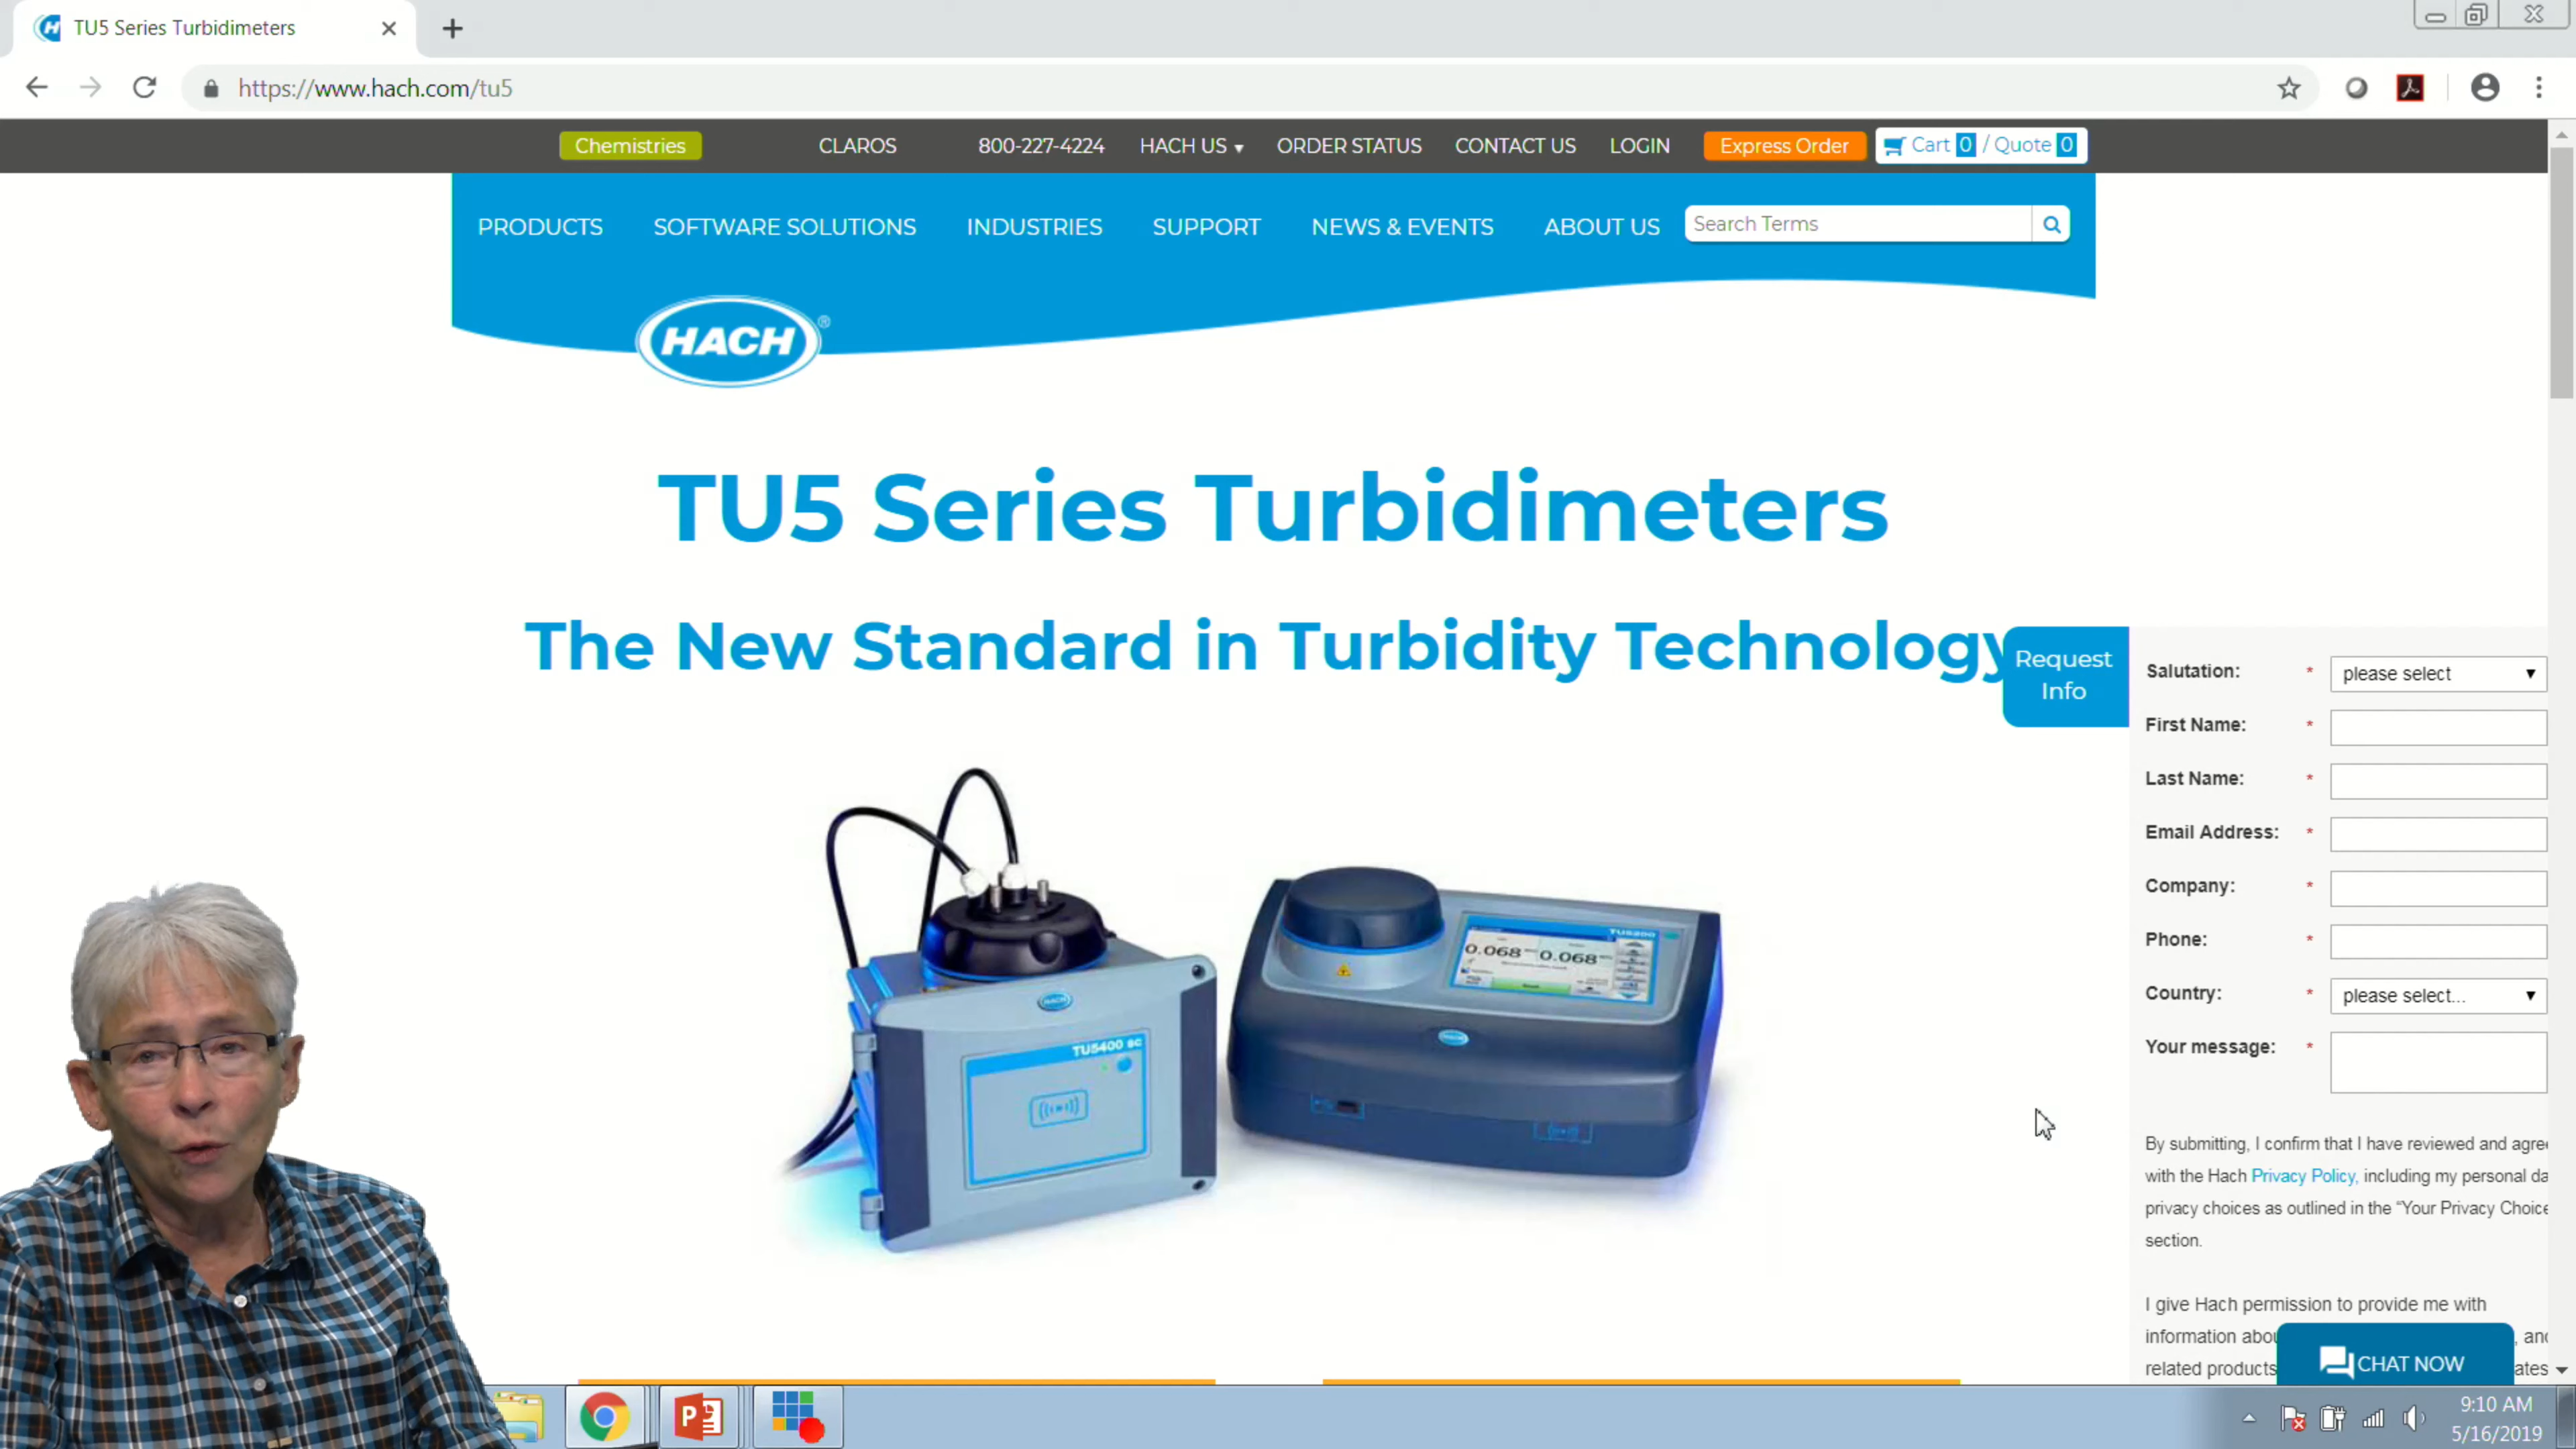 TU5 Series Turbidimeters
https://www.hach.com/tu5
Chemistries
CLAROS
800-227-4224
HACH US
ORDER STATUS
CONTACT US
LOGIN
Express Order
Cart 0 / Quote 0
PRODUCTS
SOFTWARE SOLUTIONS
INDUSTRIES
SUPPORT
NEWS & EVENTS
ABOUT US
Search Terms
HACH®
TU5 Series Turbidimeters
The New Standard in Turbidity Technology
Request
Info
Salutation: * please select
First Name: *
Last Name: *
Email Address: *
Company: *
Phone: *
Country: * please select...
Your message: *
By submitting, I confirm that I have reviewed and agre
with the Hach Privacy Policy, including my personal da
privacy choices as outlined in the “Your Privacy Choice
section.
I give Hach permission to provide me with
information abou , and
related products ates
CHAT NOW
HACH
TU5400 sc
TU5200
0.068 0.068
HACH
9:10 AM
5/16/2019